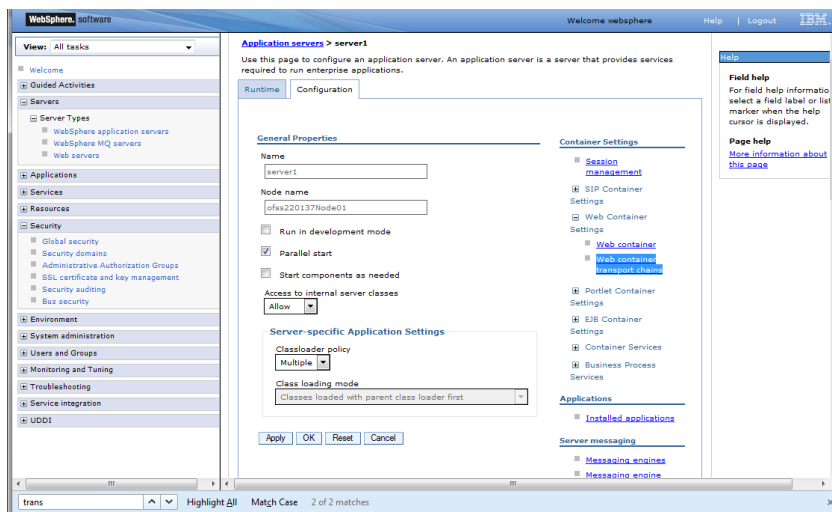 WebSphere. software
Welcome websphere
Help | Logout
IBM.
View: All tasks
Welcome
Guided Activities
Servers
Server Types
WebSphere application servers
WebSphere MQ servers
Web servers
Applications
Services
Resources
Security
Global security
Security domains
Administrative Authorization Groups
SSL certificate and key management
Security auditing
Bus security
Environment
System administration
Users and Groups
Monitoring and Tuning
Troubleshooting
Service integration
UDDI
Application servers > server1
Use this page to configure an application server. An application server is a server that provides services
required to run enterprise applications.
Runtime
Configuration
General Properties
Name
server1
Node name
ofss220137Node01
Run in development mode
Parallel start
Start components as needed
Access to internal server classes
Allow
Server-specific Application Settings
Classloader policy
Multiple
Class loading mode
Classes loaded with parent class loader first
Apply
OK
Reset
Cancel
Container Settings
Session
management
SIP Container
Settings
Web Container
Settings
Web container
Web container
transport chains
Portlet Container
Settings
EJB Container
Settings
Container Services
Business Process
Services
Applications
Installed applications
Server messaging
Messaging engines
Messaging engine
Help
Field help
For field help informatio
select a field label or list
marker when the help
cursor is displayed.
Page help
More information about
this page
trans
Highlight All
Match Case
2 of 2 matches